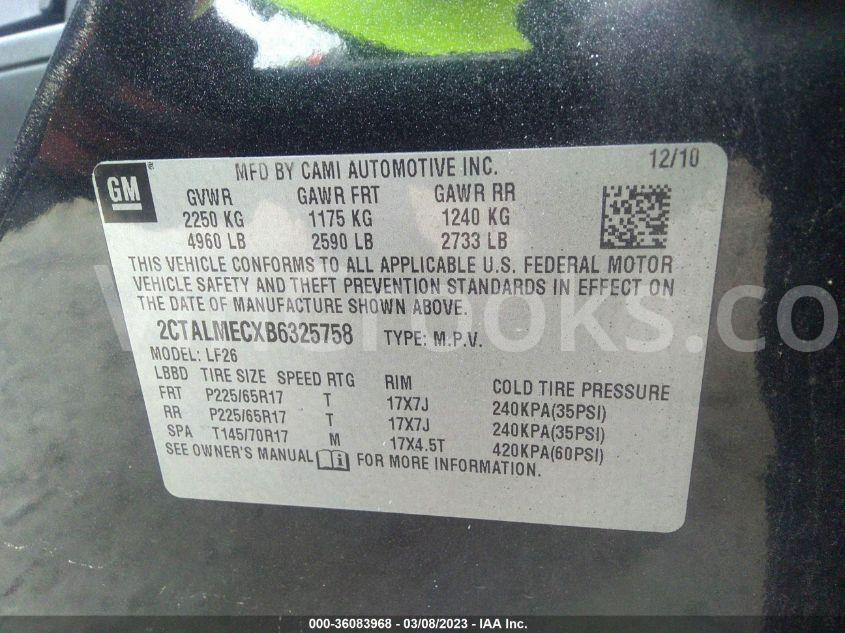 GM ®
MFD BY CAMI AUTOMOTIVE INC. 12/10
GVWR GAWR FRT GAWR RR
2250 KG 1175 KG 1240 KG
4960 LB 2590 LB 2733 LB
THIS VEHICLE CONFORMS TO ALL APPLICABLE U.S. FEDERAL MOTOR
VEHICLE SAFETY AND THEFT PREVENTION STANDARDS IN EFFECT ON
THE DATE OF MANUFACTURE SHOWN ABOVE.
2CTALMECXB6325758 TYPE: M.P.V.
MODEL: LF26
LBBD TIRE SIZE SPEED RTG RIM COLD TIRE PRESSURE
FRT P225/65R17 T 17X7J 240KPA(35PSI)
RR P225/65R17 T 17X7J 240KPA(35PSI)
SPA T145/70R17 M 17X4.5T 420KPA(60PSI)
SEE OWNER'S MANUAL i FOR MORE INFORMATION.
000-36083968 - 03/08/2023 - IAA Inc.